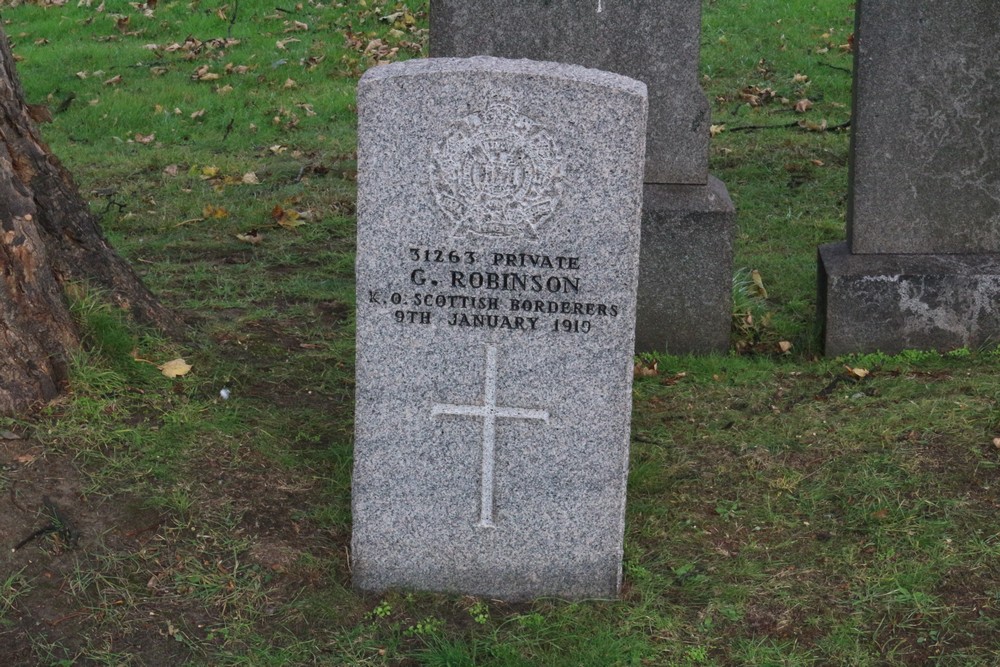 31263 PRIVATE
G. ROBINSON
K. O. SCOTTISH BORDERERS
9TH JANUARY 1919